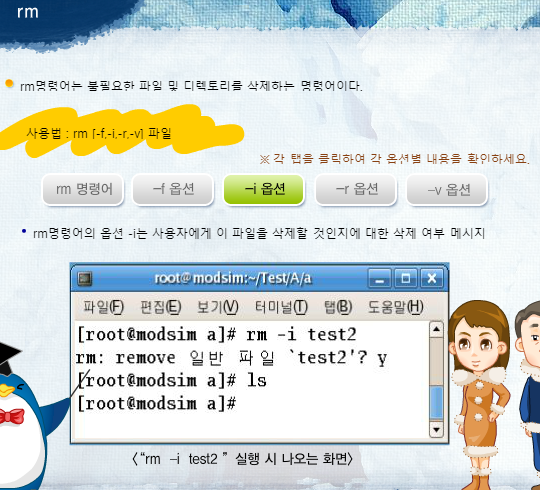 rm
rm명령어는 불필요한 파일 및 디렉토리를 삭제하는 명령어이다.
사용법 : rm [-f,-i,-r,-v] 파일
※ 각 탭을 클릭하여 각 옵션별 내용을 확인하세요.
rm 명령어 –f 옵션 –i 옵션 –r 옵션 –v 옵션
rm명령어의 옵션 -i는 사용자에게 이 파일을 삭제할 것인지에 대한 삭제 여부 메시지
root@modsim:~/Test/A/a
파일(F) 편집(E) 보기(V) 터미널(T) 탭(B) 도움말(H)
[root@modsim a]# rm -i test2
rm: remove 일반 파일 `test2'? y
[root@modsim a]# ls
[root@modsim a]#
〈“rm –i test2 ” 실행 시 나오는 화면〉